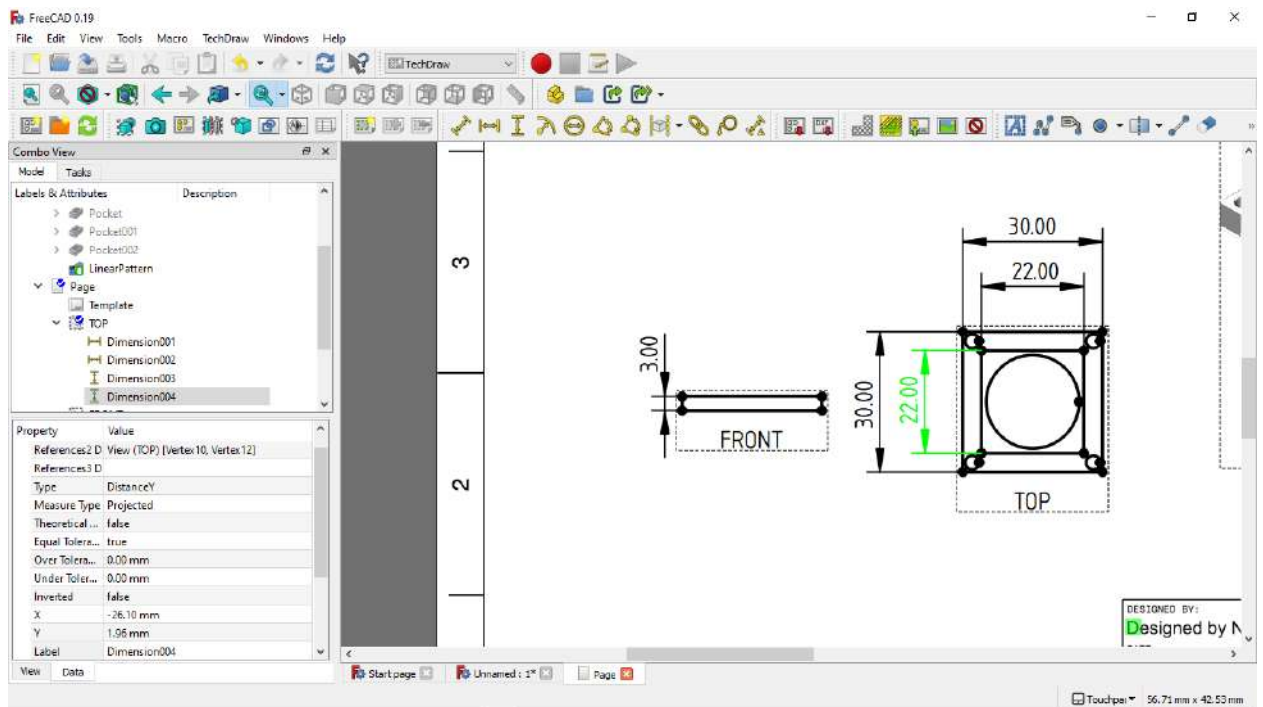 FreeCAD 0.19
File Edit View Tools Macro TechDraw Windows Help
TechDraw
Combo View
Model Tasks
Labels & Attributes Description
Pocket
Pocket001
Pocket002
LinearPattern
Page
Template
TOP
Dimension001
Dimension002
Dimension003
Dimension004
Property Value
References2 D View (TOP) [Vertex10, Vertex12]
References3 D
Type DistanceY
Measure Type Projected
Theoretical ... false
Equal Tolera... true
Over Tolera... 0.00 mm
Under Toler... 0.00 mm
Inverted false
X -26.10 mm
Y 1.96 mm
Label Dimension004
View Data
3
2
30.00
22.00
3.00
30.00
22.00
FRONT
TOP
DESIGNED BY:
Designed by N
Start page
Unnamed : 1*
Page
Touchpa
56.71 mm x 42.53 mm